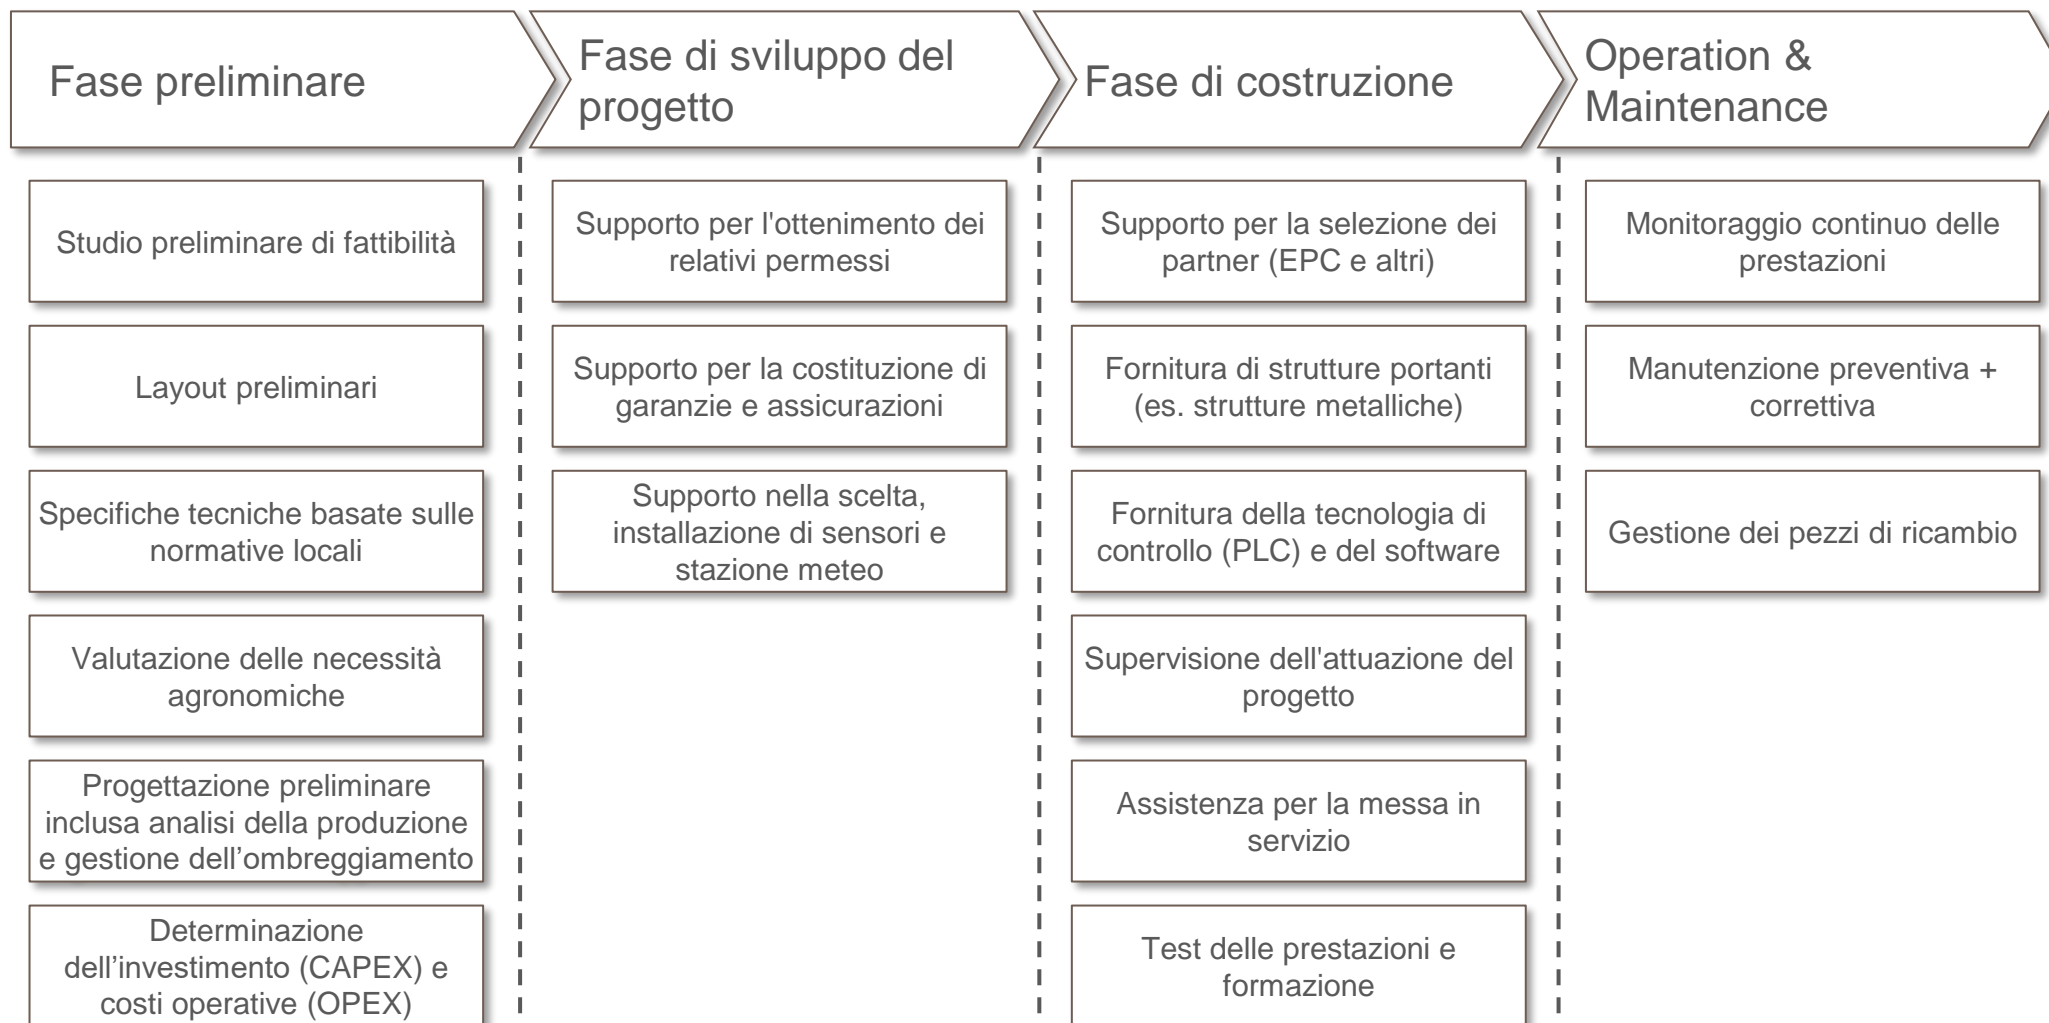 Fase preliminare
Fase di sviluppo del
progetto
Fase di costruzione
Operation &
Maintenance
Studio preliminare di fattibilità
Layout preliminari
Specifiche tecniche basate sulle
normative locali
Valutazione delle necessità
agronomiche
Progettazione preliminare
inclusa analisi della produzione
e gestione dell’ombreggiamento
Determinazione
dell’investimento (CAPEX) e
costi operative (OPEX)
Supporto per l'ottenimento dei
relativi permessi
Supporto per la costituzione di
garanzie e assicurazioni
Supporto nella scelta,
installazione di sensori e
stazione meteo
Supporto per la selezione dei
partner (EPC e altri)
Fornitura di strutture portanti
(es. strutture metalliche)
Fornitura della tecnologia di
controllo (PLC) e del software
Supervisione dell'attuazione del
progetto
Assistenza per la messa in
servizio
Test delle prestazioni e
formazione
Monitoraggio continuo delle
prestazioni
Manutenzione preventiva +
correttiva
Gestione dei pezzi di ricambio